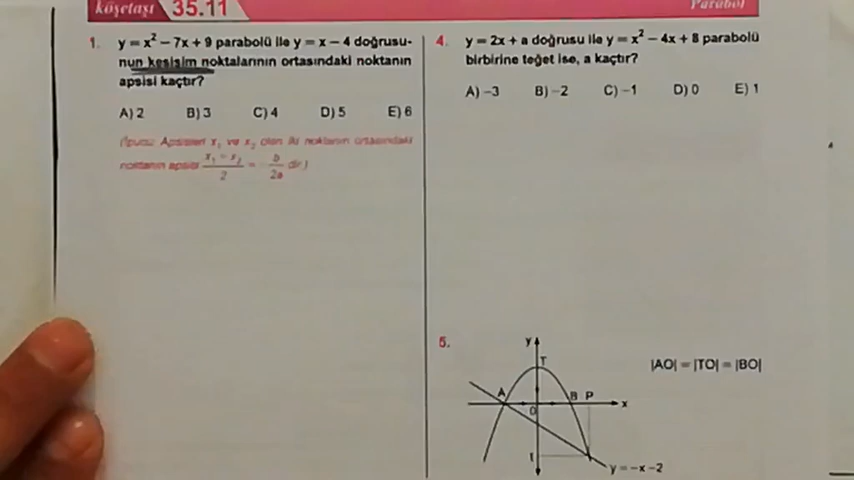 köşetaşı 35.11
Parabol
1. y = x² − 7x + 9 parabolü ile y = x − 4 doğrusu-
nun kesişim noktalarının ortasındaki noktanın
apsisi kaçtır?
A) 2 B) 3 C) 4 D) 5 E) 6
(İpucu: Apsisleri x₁ ve x₂ olan iki noktanın ortasındaki
noktanın apsisi (x₁ + x₂)/2 = −b/2a dir.)
4. y = 2x + a doğrusu ile y = x² − 4x + 8 parabolü
birbirine teğet ise, a kaçtır?
A) −3 B) −2 C) −1 D) 0 E) 1
5.
y
T
|AO| = |TO| = |BO|
A B P
0 x
t
y = −x −2